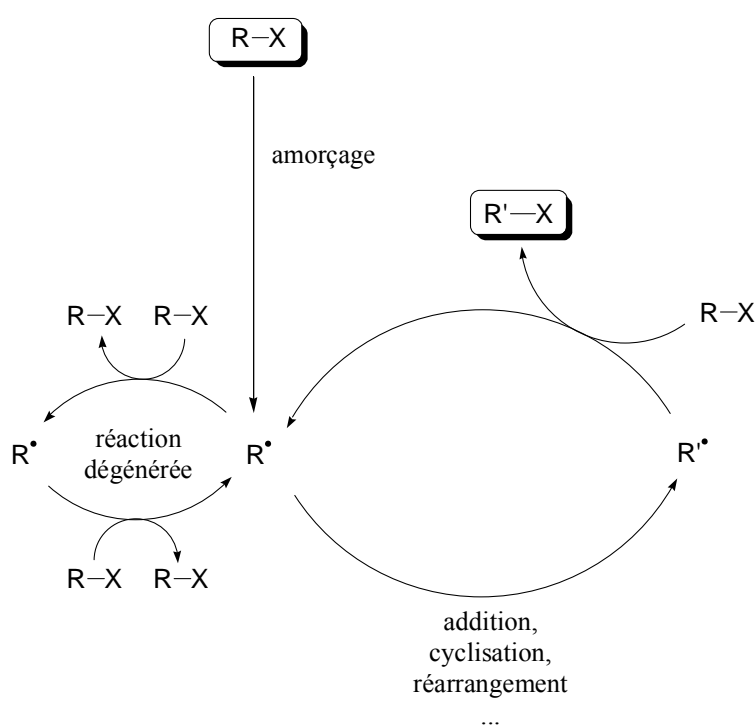 R–X
amorçage
R'—X
R–X R–X
R–X
R•
réaction
dégénérée
R•
R'•
R–X R–X
addition,
cyclisation,
réarrangement
...